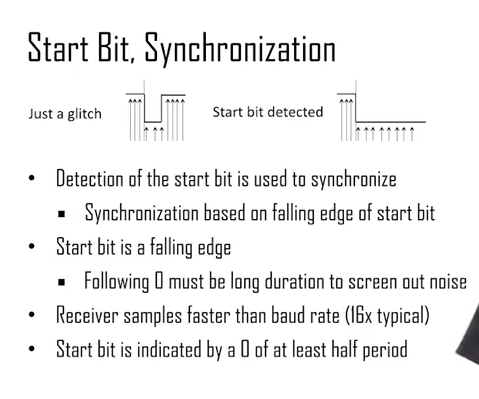 Start Bit, Synchronization
Just a glitch
Start bit detected
• Detection of the start bit is used to synchronize
▪ Synchronization based on falling edge of start bit
• Start bit is a falling edge
▪ Following 0 must be long duration to screen out noise
• Receiver samples faster than baud rate (16x typical)
• Start bit is indicated by a 0 of at least half period